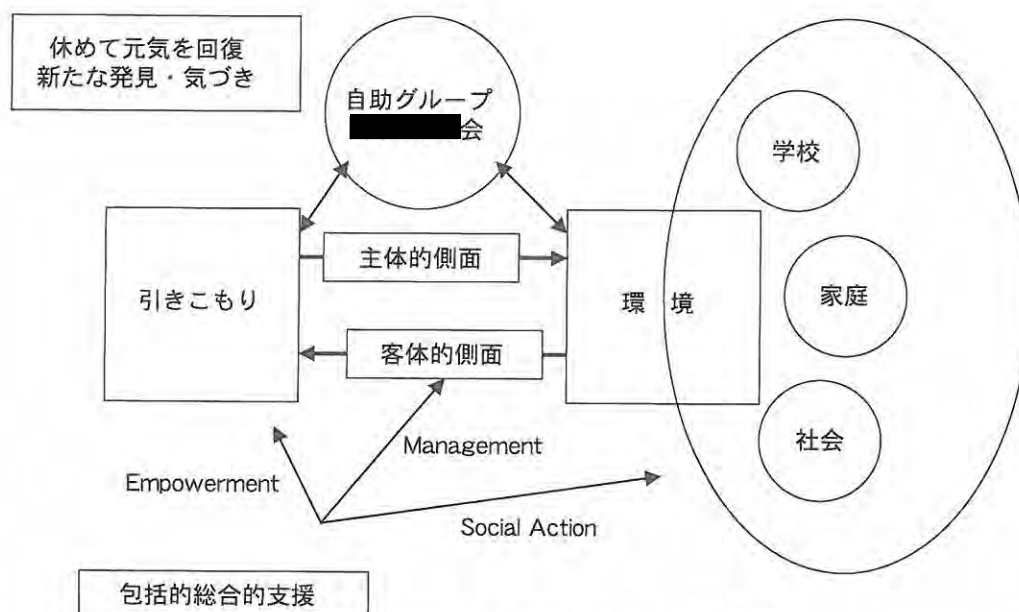 休めて元気を回復
新たな発見・気づき
自助グループ
会
学校
主体的側面
引きこもり
環 境
家庭
客体的側面
Management
社会
Empowerment
Social Action
包括的総合的支援